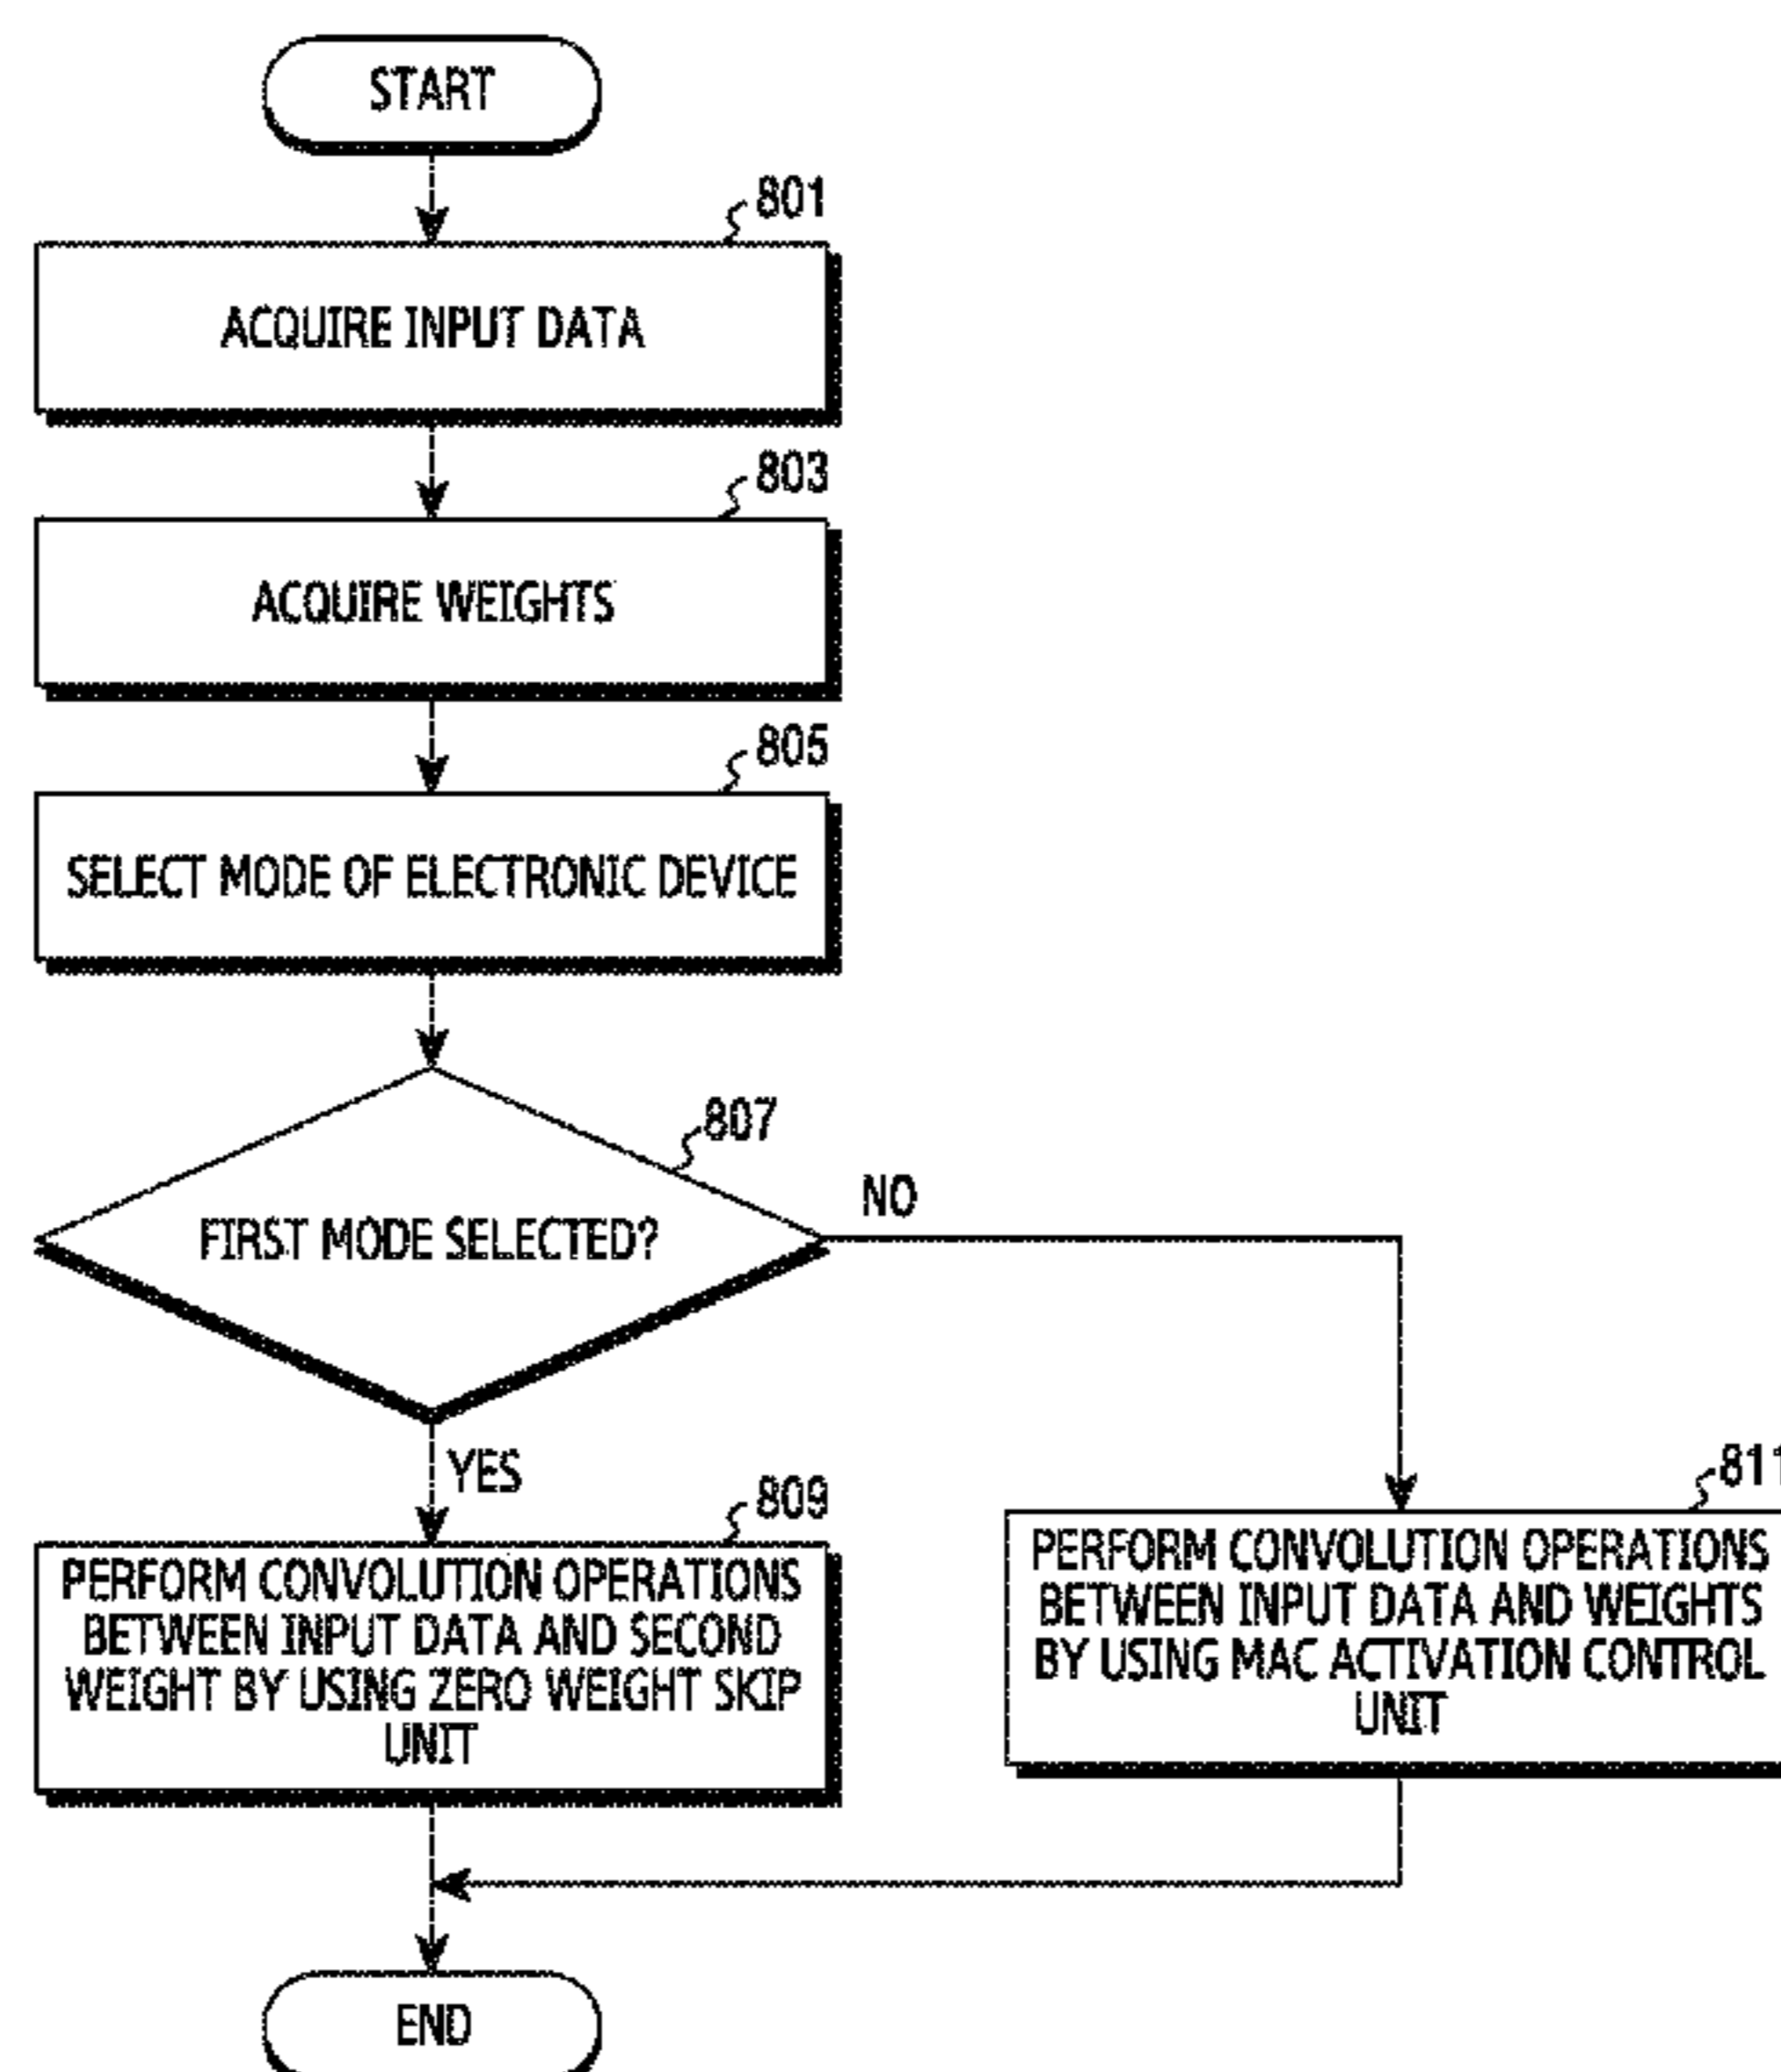 START
801
ACQUIRE INPUT DATA
803
ACQUIRE WEIGHTS
805
SELECT MODE OF ELECTRONIC DEVICE
807
FIRST MODE SELECTED?
NO
YES
809
PERFORM CONVOLUTION OPERATIONS
BETWEEN INPUT DATA AND SECOND
WEIGHT BY USING ZERO WEIGHT SKIP
UNIT
811
PERFORM CONVOLUTION OPERATIONS
BETWEEN INPUT DATA AND WEIGHTS
BY USING MAC ACTIVATION CONTROL
UNIT
END